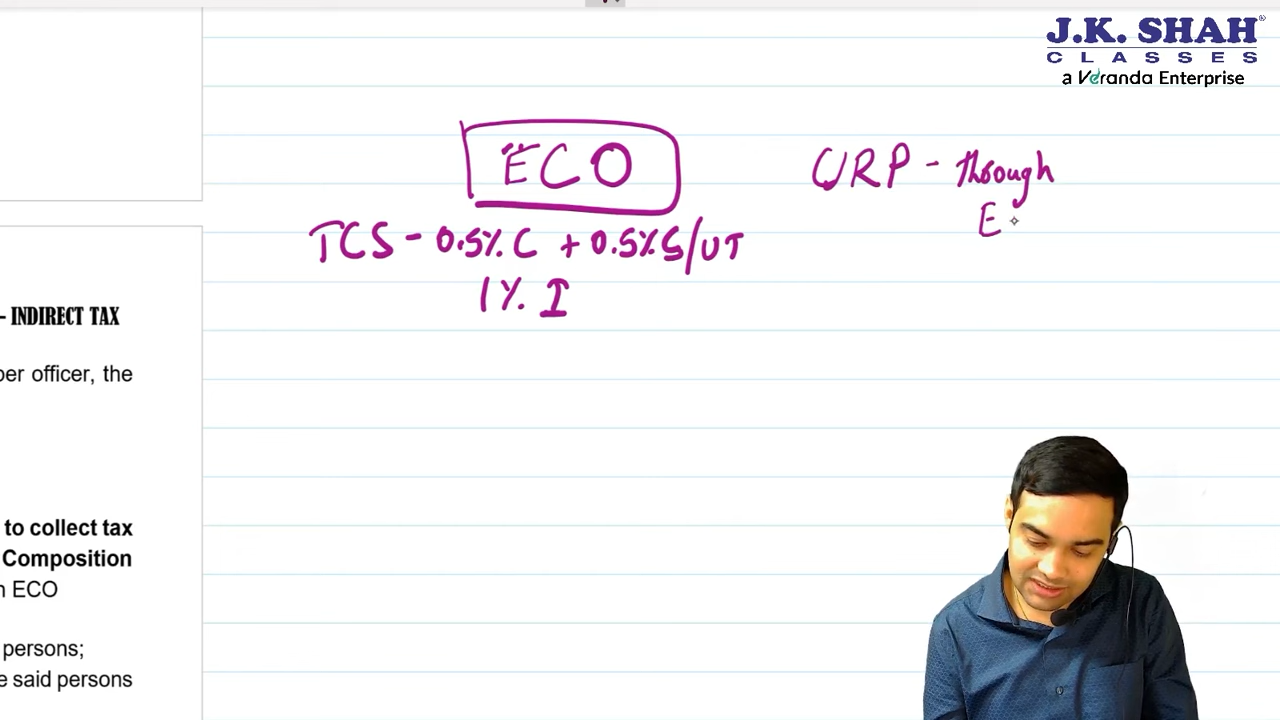 J.K. SHAH®
CLASSES
a Veranda Enterprise
ECO
TCS - 0.5% C + 0.5% S/UT
1% I
URP - through
E
- INDIRECT TAX
per officer, the
to collect tax
Composition
n ECO
persons;
e said persons